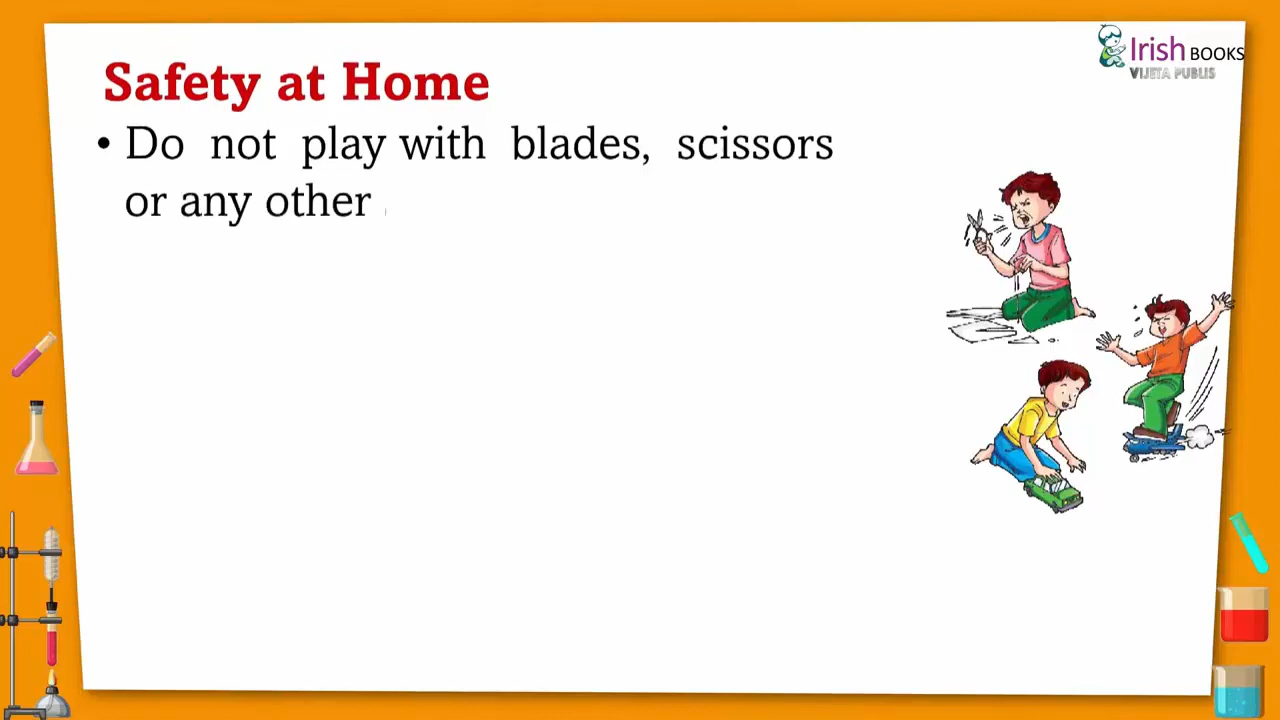 Irish BOOKS
VIJETA PUBLIS
Safety at Home
• Do not play with blades, scissors
or any other